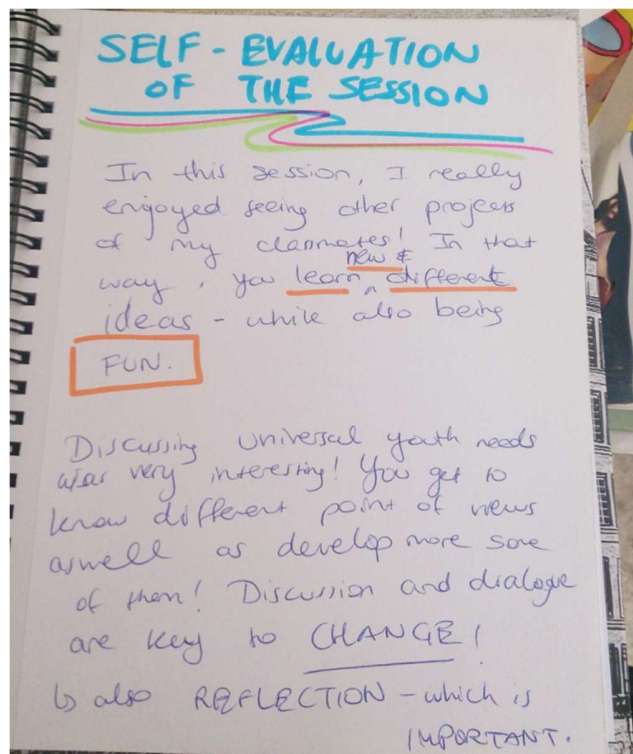 SELF-EVALUATION
OF THE SESSION
In this session, I really
engoyed seeing other projects
of my classmates! In that
way, you learn new & different
ideas - while also being
FUN.
Discussing universal youth needs
was very interesting! You get to
know different point of views
aswell as develop more some
of them! Discussion and dialogue
are key to CHANGE!
↳ also REFLECTION - which is
IMPORTANT.